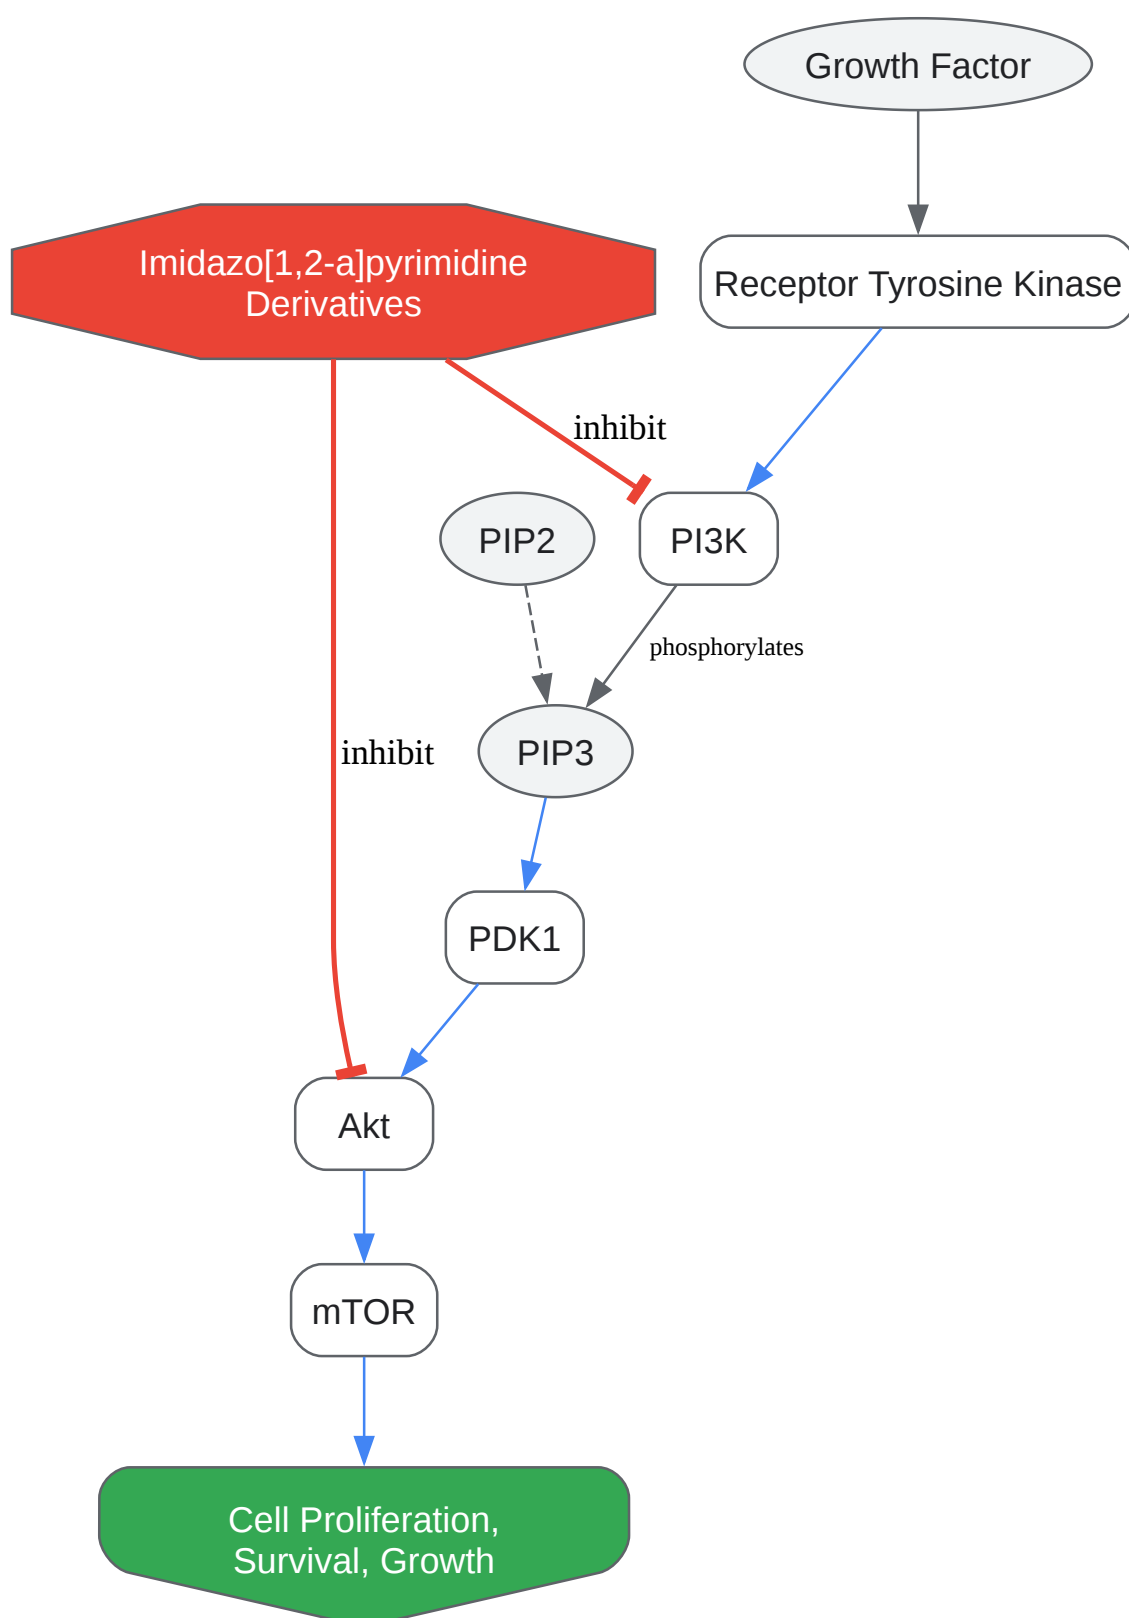 Growth Factor
Imidazo[1,2-a]pyrimidine
Derivatives
Receptor Tyrosine Kinase
inhibit
PIP2
PI3K
phosphorylates
inhibit
PIP3
PDK1
Akt
mTOR
Cell Proliferation,
Survival, Growth